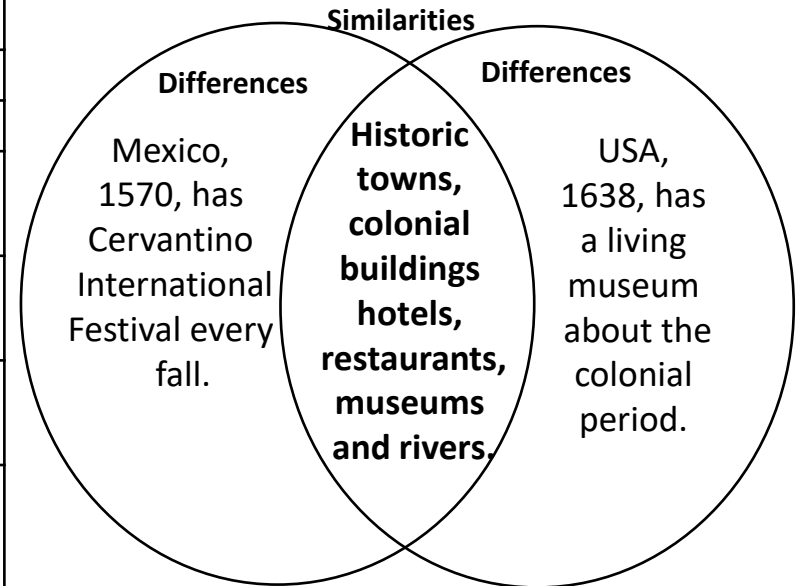 Similarities
Differences
Differences
Mexico,
1570, has
Cervantino
International
Festival every
fall.
Historic
towns,
colonial
buildings
hotels,
restaurants,
museums
and rivers.
USA,
1638, has
a living
museum
about the
colonial
period.